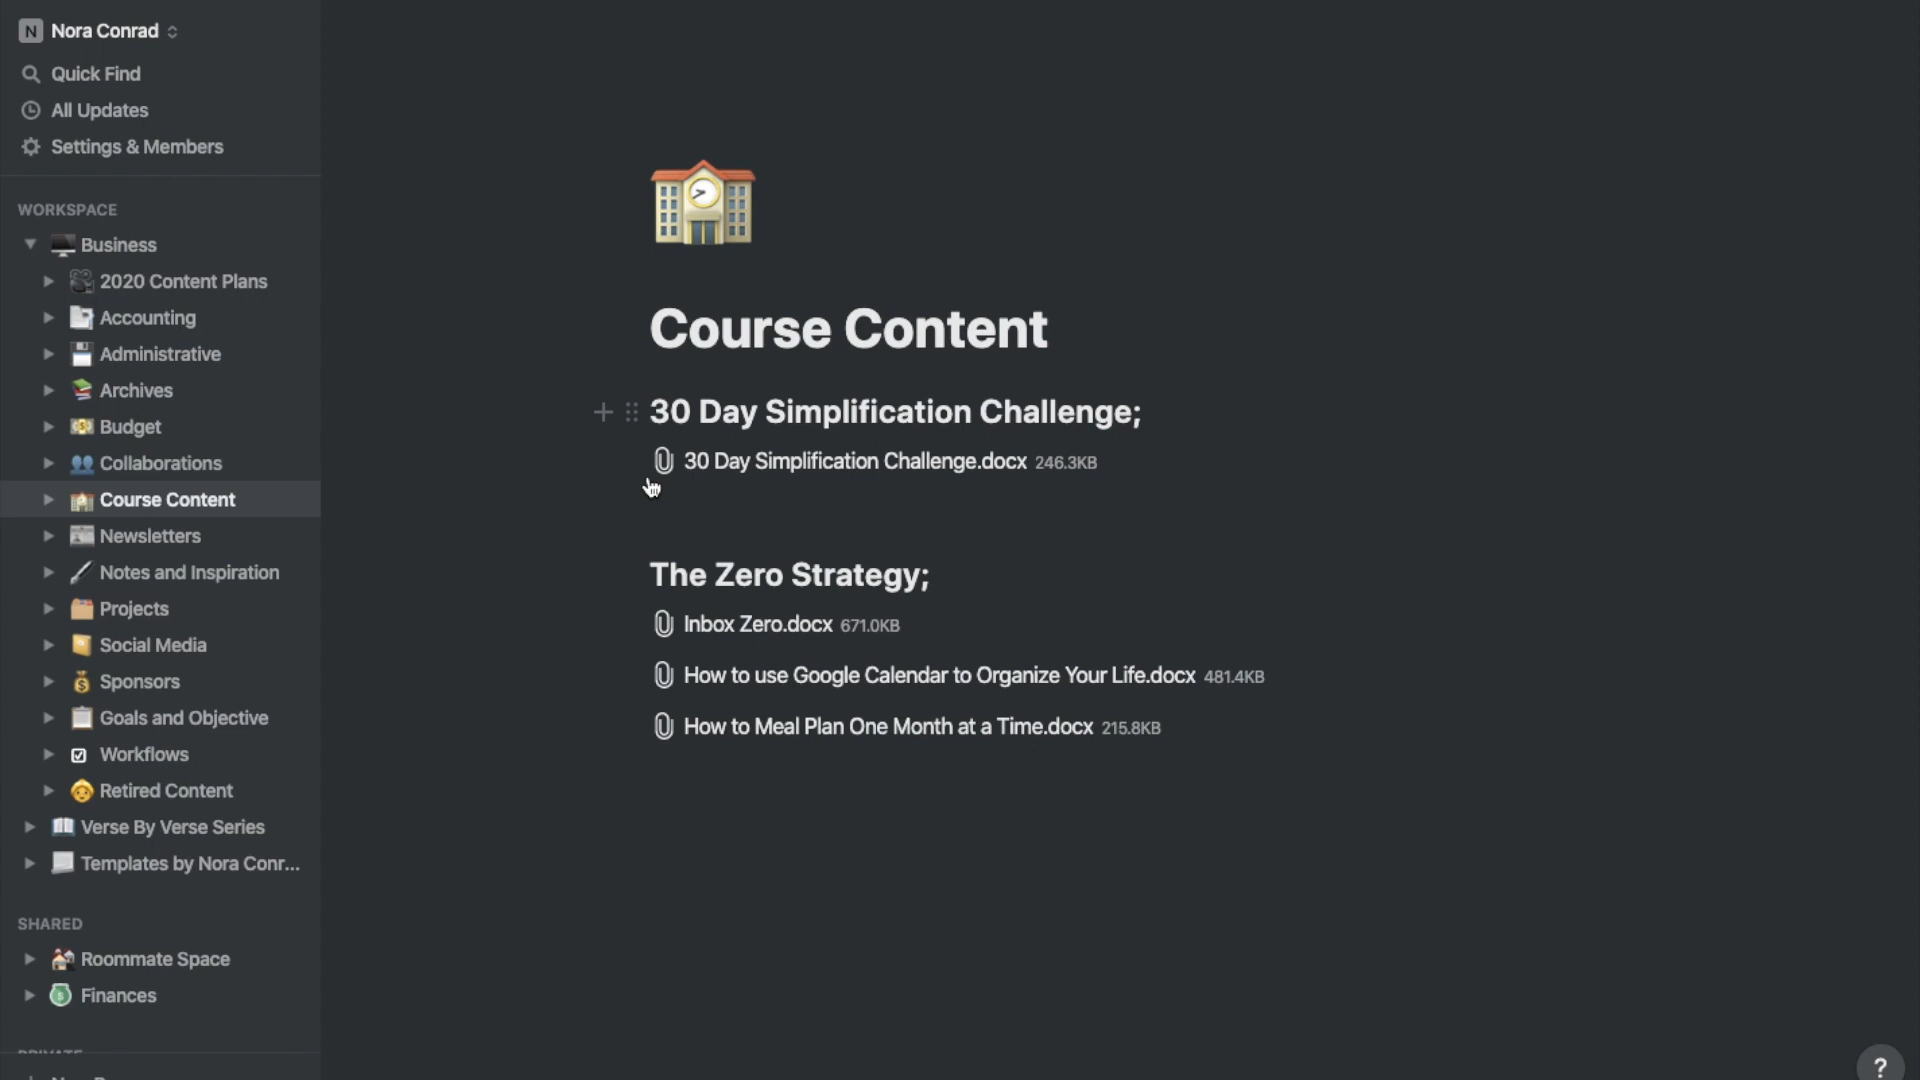 N Nora Conrad
Quick Find
All Updates
Settings & Members
WORKSPACE
Business
2020 Content Plans
Accounting
Administrative
Archives
Budget
Collaborations
Course Content
Newsletters
Notes and Inspiration
Projects
Social Media
Sponsors
Goals and Objective
Workflows
Retired Content
Verse By Verse Series
Templates by Nora Conr...
SHARED
Roommate Space
Finances
Course Content
30 Day Simplification Challenge;
30 Day Simplification Challenge.docx 246.3KB
The Zero Strategy;
Inbox Zero.docx 671.0KB
How to use Google Calendar to Organize Your Life.docx 481.4KB
How to Meal Plan One Month at a Time.docx 215.8KB
?